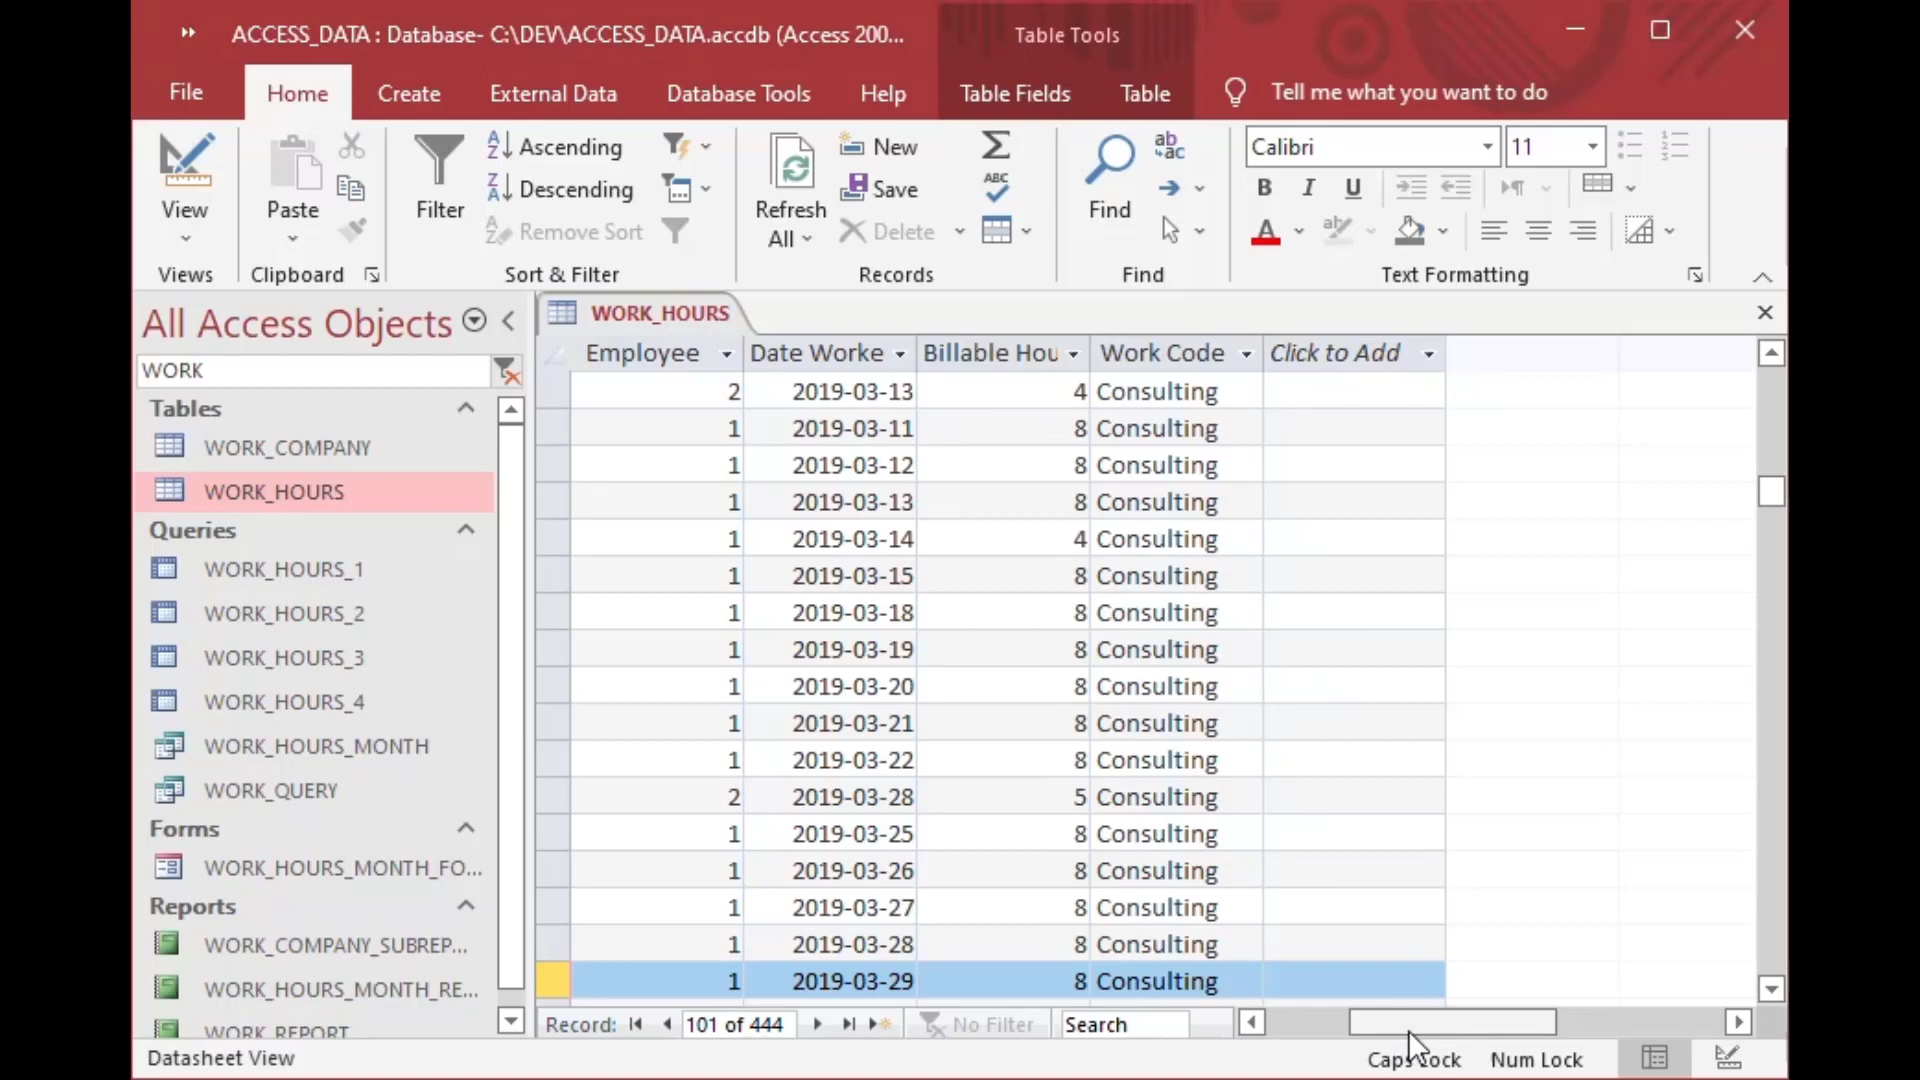 ACCESS_DATA : Database- C:\DEV\ACCESS_DATA.accdb (Access 200...
Table Tools
File Home Create External Data Database Tools Help Table Fields Table Tell me what you want to do
View
Views
Paste
Clipboard
Filter
Ascending
Descending
Remove Sort
Sort & Filter
Refresh
All
New
Save
Delete
Records
Find
Find
Calibri 11
B I U
Text Formatting
All Access Objects
WORK
Tables
WORK_COMPANY
WORK_HOURS
Queries
WORK_HOURS_1
WORK_HOURS_2
WORK_HOURS_3
WORK_HOURS_4
WORK_HOURS_MONTH
WORK_QUERY
Forms
WORK_HOURS_MONTH_FO...
Reports
WORK_COMPANY_SUBREP...
WORK_HOURS_MONTH_RE...
WORK_REPORT
WORK_HOURS
Employee Date Worke Billable Hou Work Code Click to Add
2 2019-03-13 4 Consulting
1 2019-03-11 8 Consulting
1 2019-03-12 8 Consulting
1 2019-03-13 8 Consulting
1 2019-03-14 4 Consulting
1 2019-03-15 8 Consulting
1 2019-03-18 8 Consulting
1 2019-03-19 8 Consulting
1 2019-03-20 8 Consulting
1 2019-03-21 8 Consulting
1 2019-03-22 8 Consulting
2 2019-03-28 5 Consulting
1 2019-03-25 8 Consulting
1 2019-03-26 8 Consulting
1 2019-03-27 8 Consulting
1 2019-03-28 8 Consulting
1 2019-03-29 8 Consulting
Record: 101 of 444 No Filter Search
Datasheet View
Caps Lock Num Lock